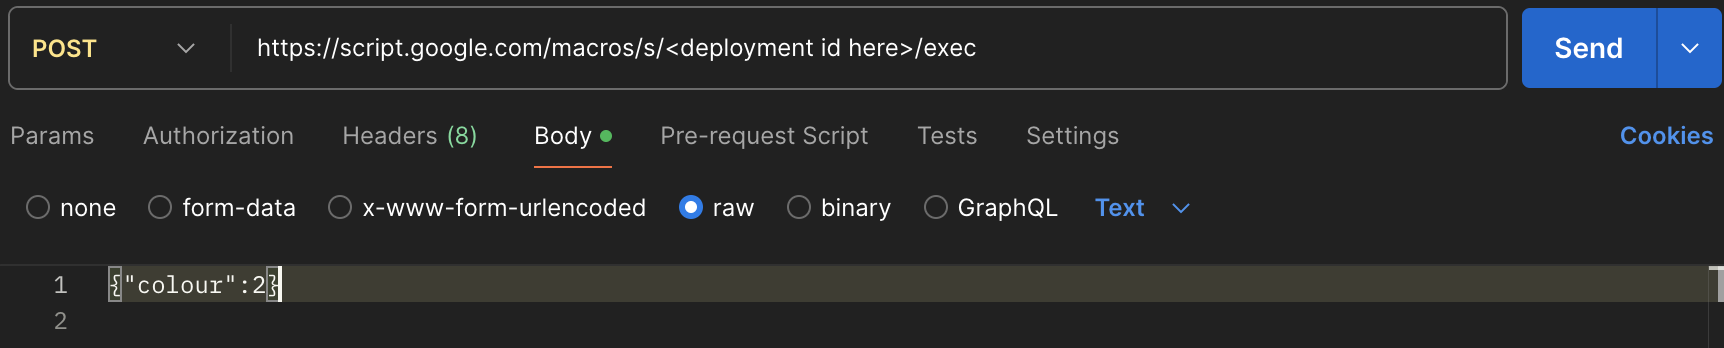 POST https://script.google.com/macros/s/<deployment id here>/exec Send
Params Authorization Headers (8) Body Pre-request Script Tests Settings Cookies
none form-data x-www-form-urlencoded raw binary GraphQL Text
1 {"colour":2}
2